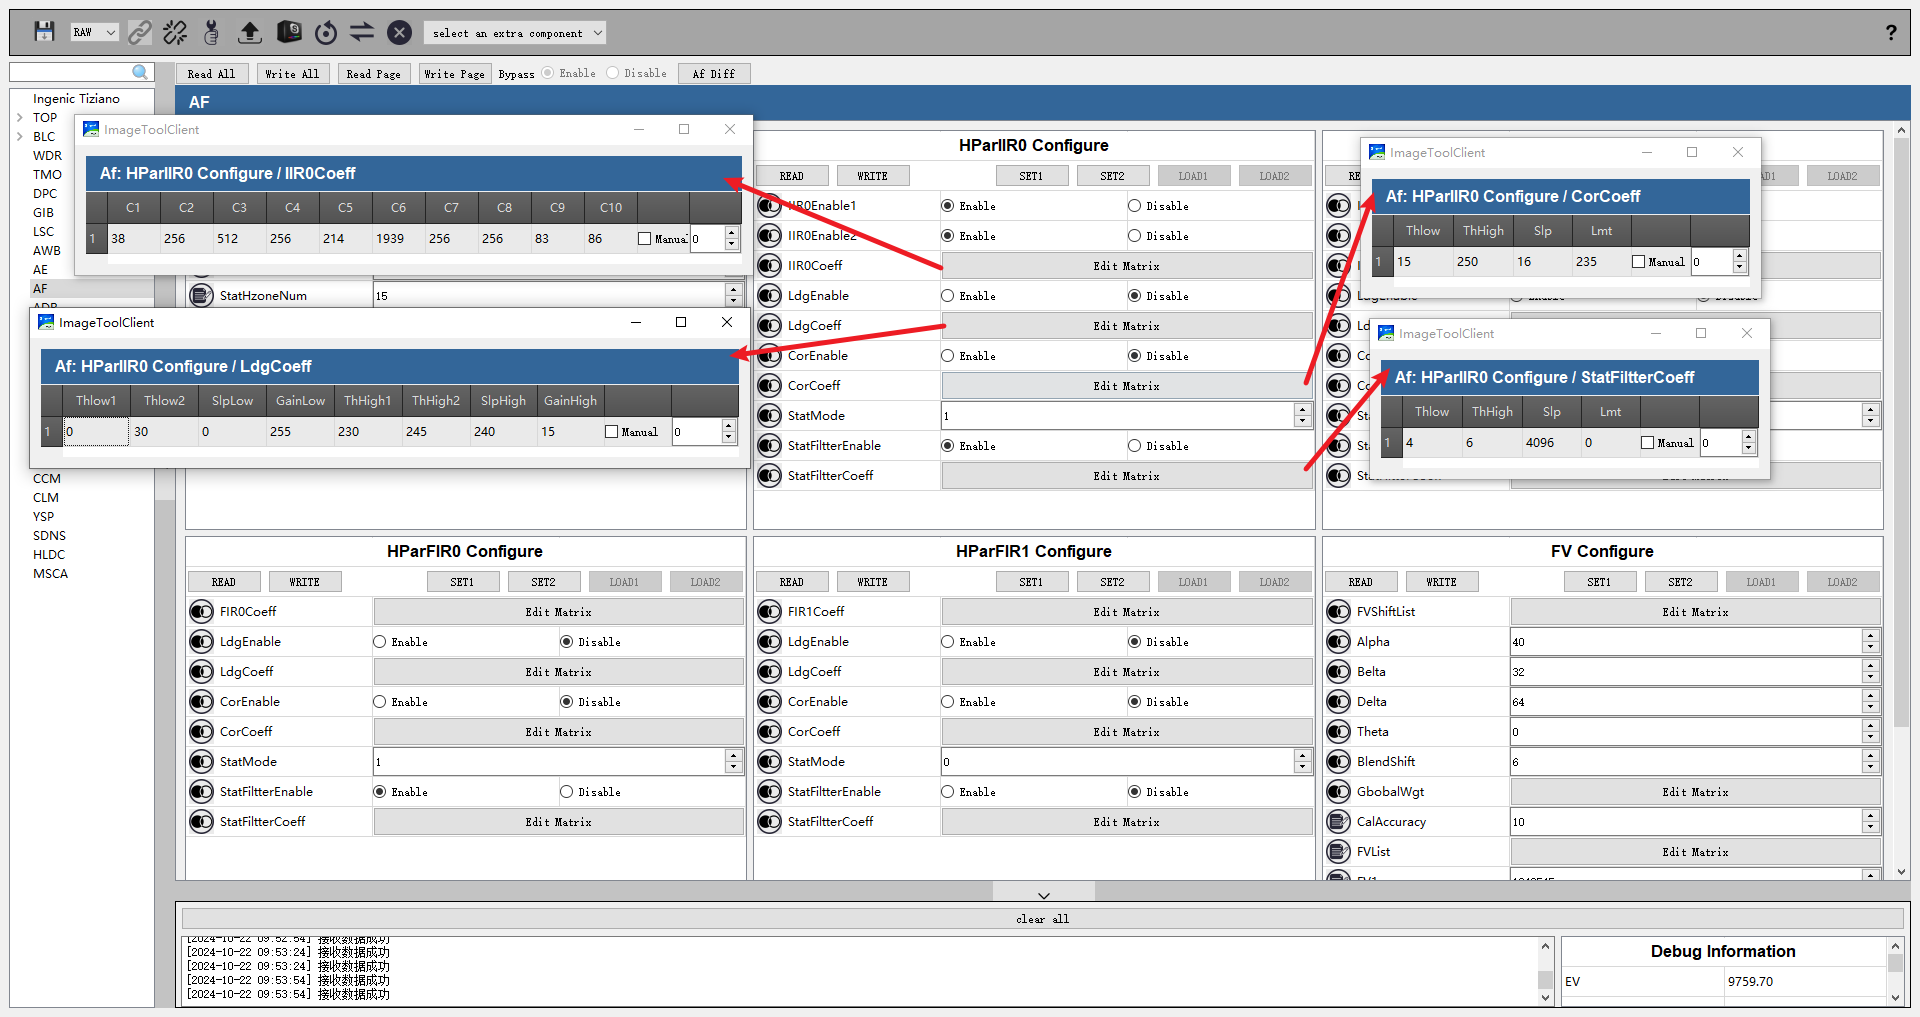 RAW
select an extra component
?
Read All Write All Read Page Write Page Bypass Enable Disable Af Diff
AF
Ingenic Tiziano
TOP
BLC
WDR
TMO
DPC
GIB
LSC
AWB
AE
AF
ADR
CCM
CLM
YSP
SDNS
HLDC
MSCA
ImageToolClient
Af: HParIIR0 Configure / IIR0Coeff
C1 C2 C3 C4 C5 C6 C7 C8 C9 C10
1 38 256 512 256 214 1939 256 256 83 86 Manual 0
StatHzoneNum 15
ImageToolClient
Af: HParIIR0 Configure / LdgCoeff
Thlow1 Thlow2 SlpLow GainLow ThHigh1 ThHigh2 SlpHigh GainHigh
1 0 30 0 255 230 245 240 15 Manual 0
HParIIR0 Configure
READ WRITE SET1 SET2 LOAD1 LOAD2
IIR0Enable1 Enable Disable
IIR0Enable2 Enable Disable
IIR0Coeff Edit Matrix
LdgEnable Enable Disable
LdgCoeff Edit Matrix
CorEnable Enable Disable
CorCoeff Edit Matrix
StatMode 1
StatFiltterEnable Enable Disable
StatFiltterCoeff Edit Matrix
LOAD2
ImageToolClient
Af: HParIIR0 Configure / CorCoeff
Thlow ThHigh Slp Lmt
1 15 250 16 235 Manual 0
ImageToolClient
Af: HParIIR0 Configure / StatFiltterCoeff
Thlow ThHigh Slp Lmt
1 4 6 4096 0 Manual 0
HParFIR0 Configure
READ WRITE SET1 SET2 LOAD1 LOAD2
FIR0Coeff Edit Matrix
LdgEnable Enable Disable
LdgCoeff Edit Matrix
CorEnable Enable Disable
CorCoeff Edit Matrix
StatMode 1
StatFiltterEnable Enable Disable
StatFiltterCoeff Edit Matrix
HParFIR1 Configure
READ WRITE SET1 SET2 LOAD1 LOAD2
FIR1Coeff Edit Matrix
LdgEnable Enable Disable
LdgCoeff Edit Matrix
CorEnable Enable Disable
CorCoeff Edit Matrix
StatMode 0
StatFiltterEnable Enable Disable
StatFiltterCoeff Edit Matrix
FV Configure
READ WRITE SET1 SET2 LOAD1 LOAD2
FVShiftList Edit Matrix
Alpha 40
Belta 32
Delta 64
Theta 0
BlendShift 6
GbobalWgt Edit Matrix
CalAccuracy 10
FVList Edit Matrix
clear all
[2024-10-22 09:52:54] 接收数据成功
[2024-10-22 09:53:24] 接收数据成功
[2024-10-22 09:53:24] 接收数据成功
[2024-10-22 09:53:54] 接收数据成功
[2024-10-22 09:53:54] 接收数据成功
Debug Information
EV 9759.70